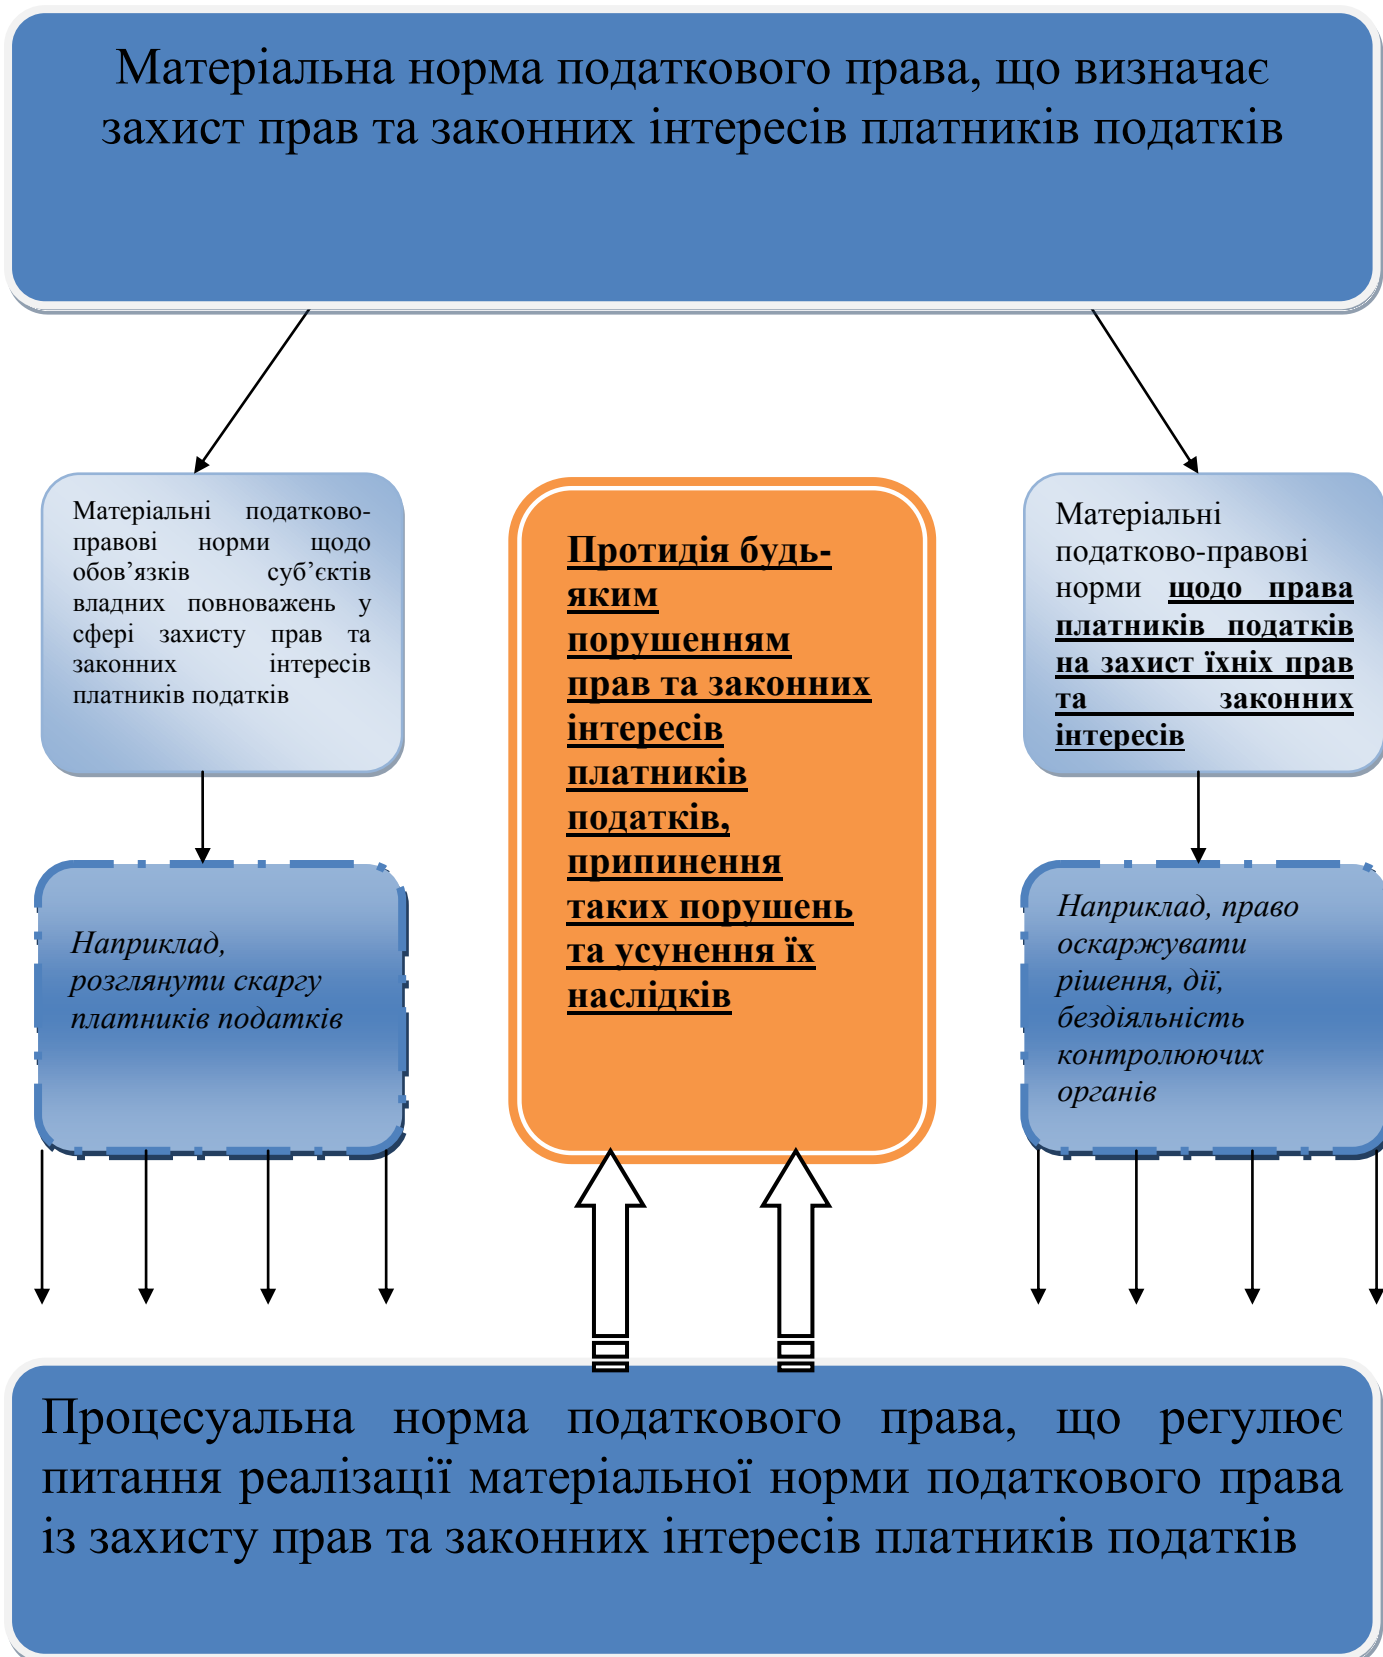 Матеріальна норма податкового права, що визначає
захист прав та законних інтересів платників податків
Матеріальні податково-
правові норми щодо
обов’язків суб’єктів
владних повноважень у
сфері захисту прав та
законних інтересів
платників податків
Протидія будь-
яким
порушенням
прав та законних
інтересів
платників
податків,
припинення
таких порушень
та усунення їх
наслідків
Матеріальні
податково-правові
норми щодо права
платників податків
на захист їхніх прав
та законних
інтересів
Наприклад,
розглянути скаргу
платників податків
Наприклад, право
оскаржувати
рішення, дії,
бездіяльність
контролюючих
органів
Процесуальна норма податкового права, що регулює
питання реалізації матеріальної норми податкового права
із захисту прав та законних інтересів платників податків